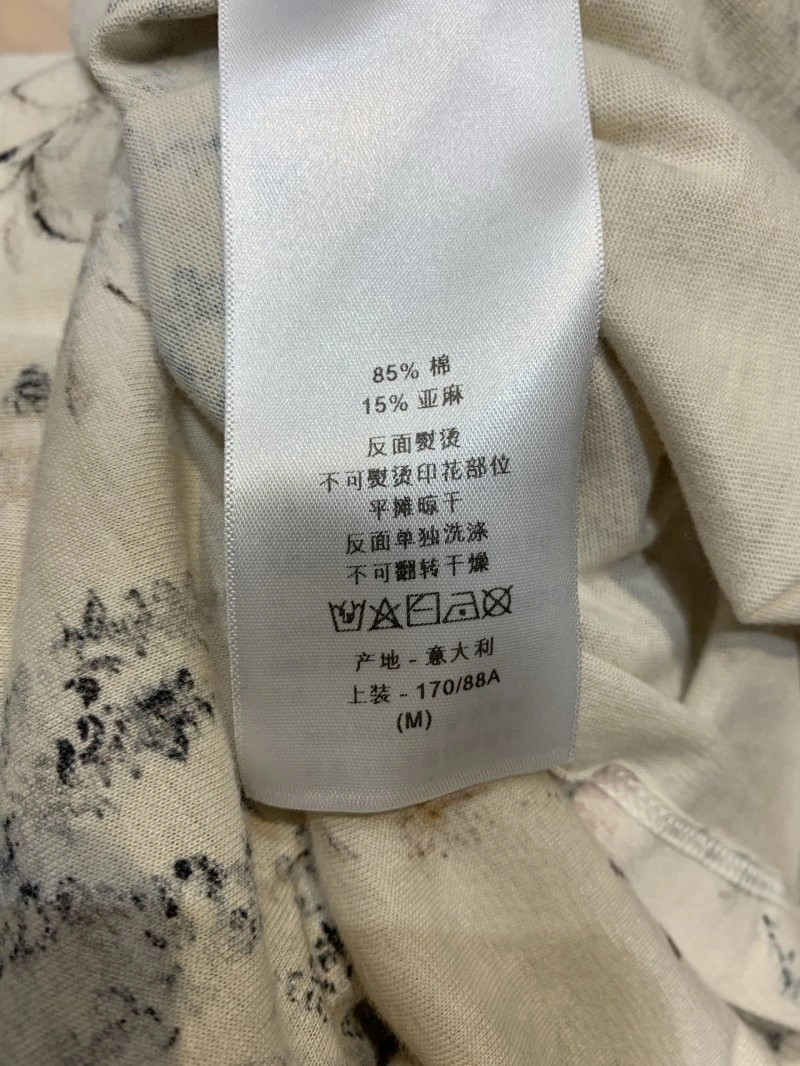 85% 棉
15% 亚麻
反面熨烫
不可熨烫印花部位
平摊晾干
反面单独洗涤
不可翻转干燥
产地 - 意大利
上装 - 170/88A
(M)